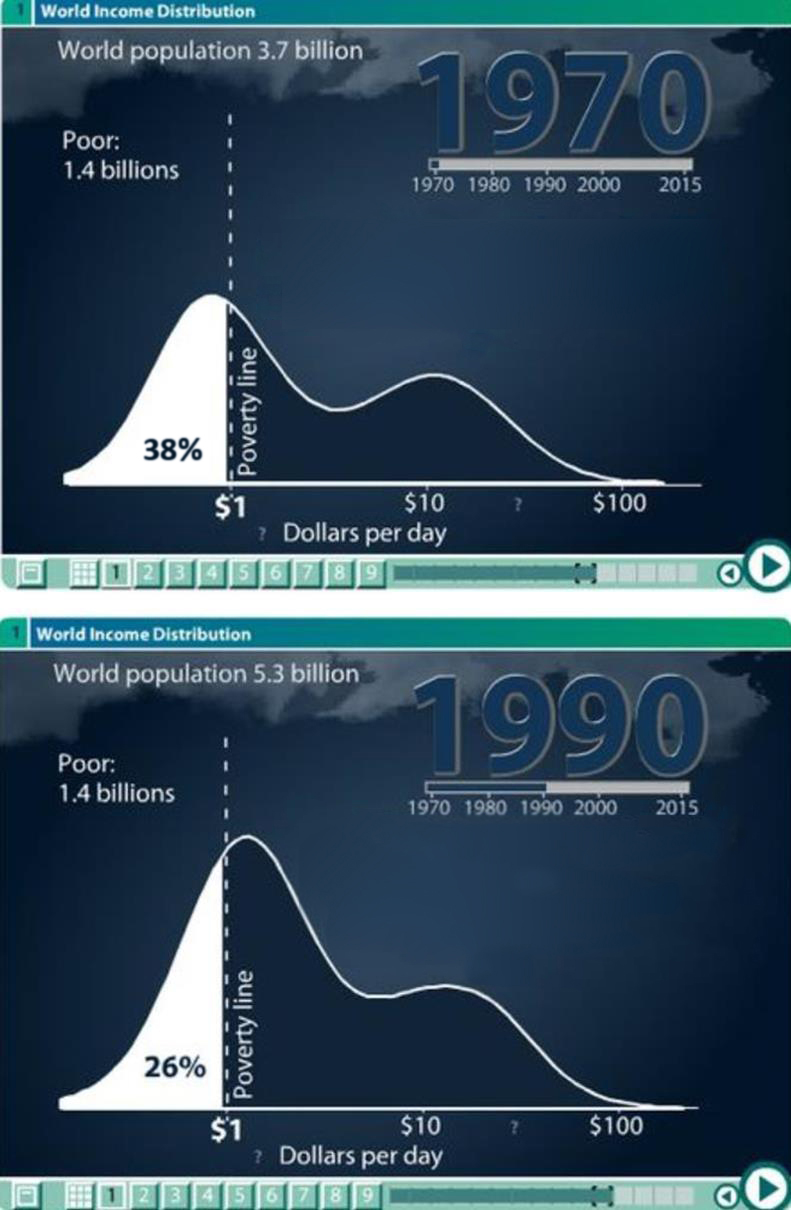 1 World Income Distribution
World population 3.7 billion
1970
Poor:
1.4 billions
1970 1980 1990 2000 2015
Poverty line
38%
$1 $10 ? $100
? Dollars per day
1 2 3 4 5 6 7 8 9
1 World Income Distribution
World population 5.3 billion
1990
Poor:
1.4 billions
1970 1980 1990 2000 2015
Poverty line
26%
$1 $10 ? $100
? Dollars per day
1 2 3 4 5 6 7 8 9